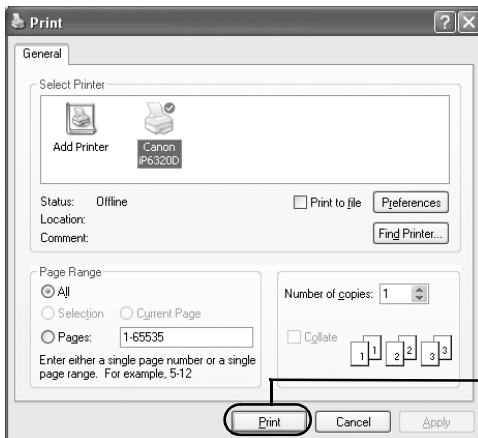 Print
General
Select Printer
Add Printer
Canon
iP6320D
Status: Offline
Location:
Comment:
Print to file
Preferences
Find Printer...
Page Range
All
Selection
Current Page
Pages: 1-65535
Enter either a single page number or a single
page range. For example, 5-12
Number of copies: 1
Collate
1 1 2 2 3 3
Print
Cancel
Apply